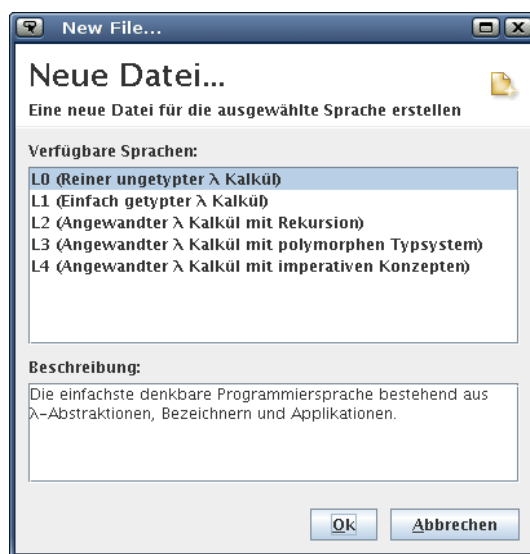 New File...
Neue Datei...
Eine neue Datei für die ausgewählte Sprache erstellen
Verfügbare Sprachen:
L0 (Reiner ungetypter λ Kalkül)
L1 (Einfach getypter λ Kalkül)
L2 (Angewandter λ Kalkül mit Rekursion)
L3 (Angewandter λ Kalkül mit polymorphen Typsystem)
L4 (Angewandter λ Kalkül mit imperativen Konzepten)
Beschreibung:
Die einfachste denkbare Programmiersprache bestehend aus
λ-Abstraktionen, Bezeichnern und Applikationen.
Ok Abbrechen